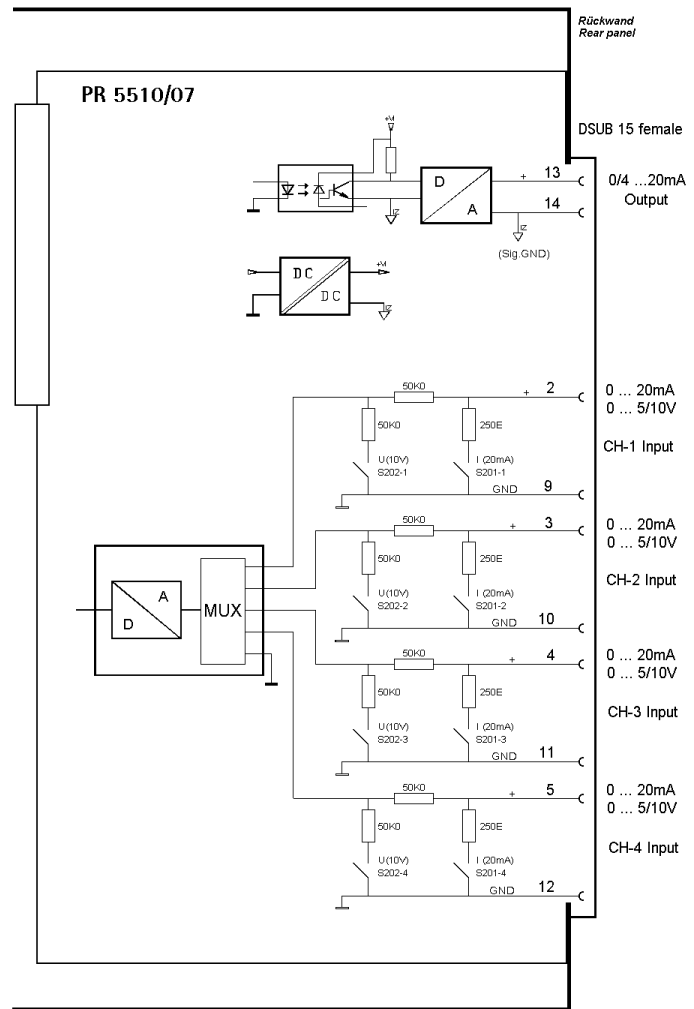 Rückwand
Rear panel
PR 5510/07
DSUB 15 female
+M
D
A
+ 13
14
0/4 ...20mA
Output
IZ
IZ
(Sig.GND)
DC
DC
+M
IZ
50K0
+ 2
0 ... 20mA
0 ... 5/10V
50K0
250E
CH-1 Input
U(10V)
S202-1
I (20mA)
S201-1
GND 9
50K0
+ 3
0 ... 20mA
0 ... 5/10V
50K0
250E
CH-2 Input
U(10V)
S202-2
I (20mA)
S201-2
GND 10
A
D
MUX
50K0
+ 4
0 ... 20mA
0 ... 5/10V
50K0
250E
CH-3 Input
U(10V)
S202-3
I (20mA)
S201-3
GND 11
50K0
+ 5
0 ... 20mA
0 ... 5/10V
50K0
250E
CH-4 Input
U(10V)
S202-4
I (20mA)
S201-4
GND 12